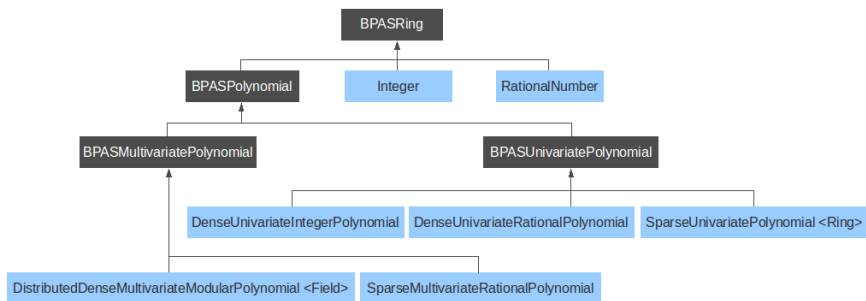 BPASRing
BPASPolynomial
Integer
RationalNumber
BPASMultivariatePolynomial
BPASUnivariatePolynomial
DenseUnivariateIntegerPolynomial
DenseUnivariateRationalPolynomial
SparseUnivariatePolynomial <Ring>
DistributedDenseMultivariateModularPolynomial <Field>
SparseMultivariateRationalPolynomial